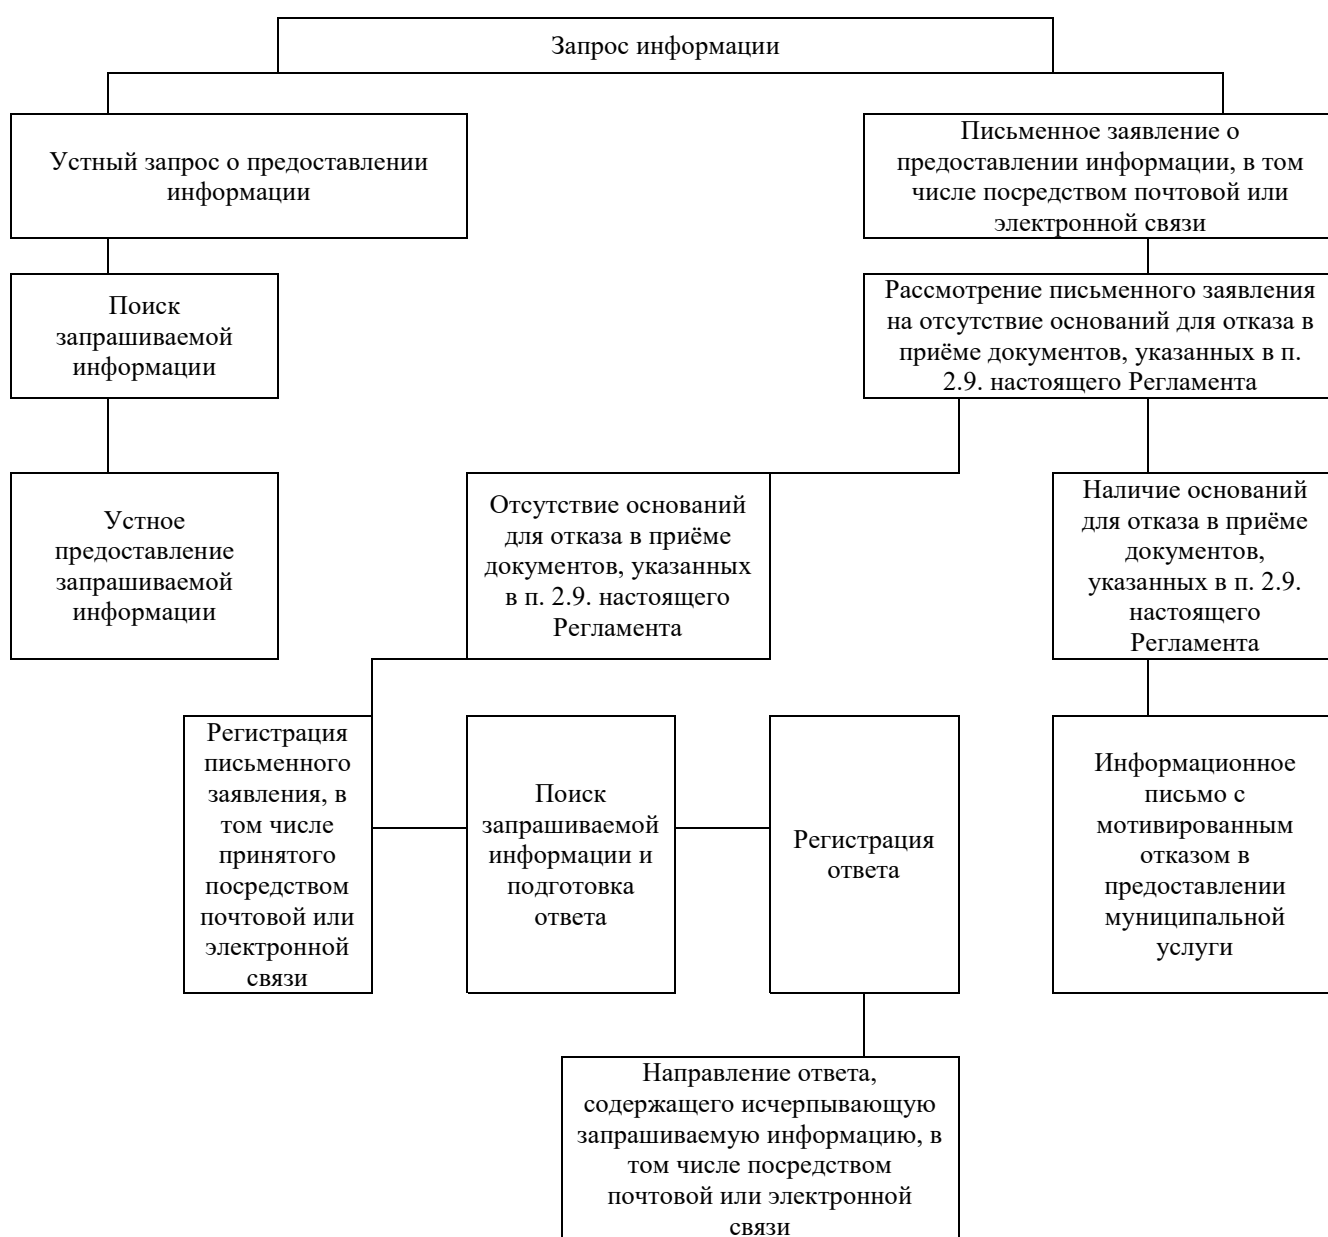 Запрос информации
Устный запрос о предоставлении
информации
Письменное заявление о
предоставлении информации, в том
числе посредством почтовой или
электронной связи
Поиск
запрашиваемой
информации
Рассмотрение письменного заявления
на отсутствие оснований для отказа в
приёме документов, указанных в п.
2.9. настоящего Регламента
Устное
предоставление
запрашиваемой
информации
Отсутствие оснований
для отказа в приёме
документов, указанных
в п. 2.9. настоящего
Регламента
Наличие оснований
для отказа в приёме
документов,
указанных в п. 2.9.
настоящего
Регламента
Регистрация
письменного
заявления, в
том числе
принятого
посредством
почтовой или
электронной
связи
Поиск
запрашиваемой
информации и
подготовка
ответа
Регистрация
ответа
Информационное
письмо с
мотивированным
отказом в
предоставлении
муниципальной
услуги
Направление ответа,
содержащего исчерпывающую
запрашиваемую информацию, в
том числе посредством
почтовой или электронной
связи